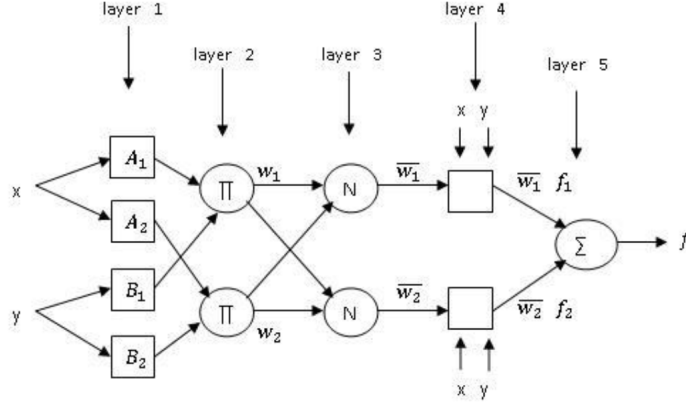 layer 1
layer 4
layer 2
layer 3
layer 5
x y
A₁
w₁
w̅₁
w̅₁ f₁
∏
N
x
A₂
Σ
f
B₁
y
w̅₂
w̅₂ f₂
∏
N
w₂
B₂
x y